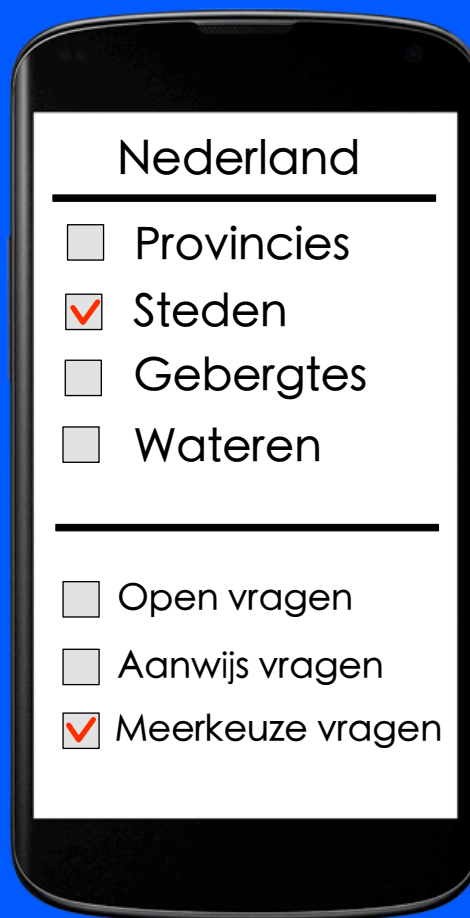 Nederland
Provincies
Steden
Gebergtes
Wateren
Open vragen
Aanwijs vragen
Meerkeuze vragen